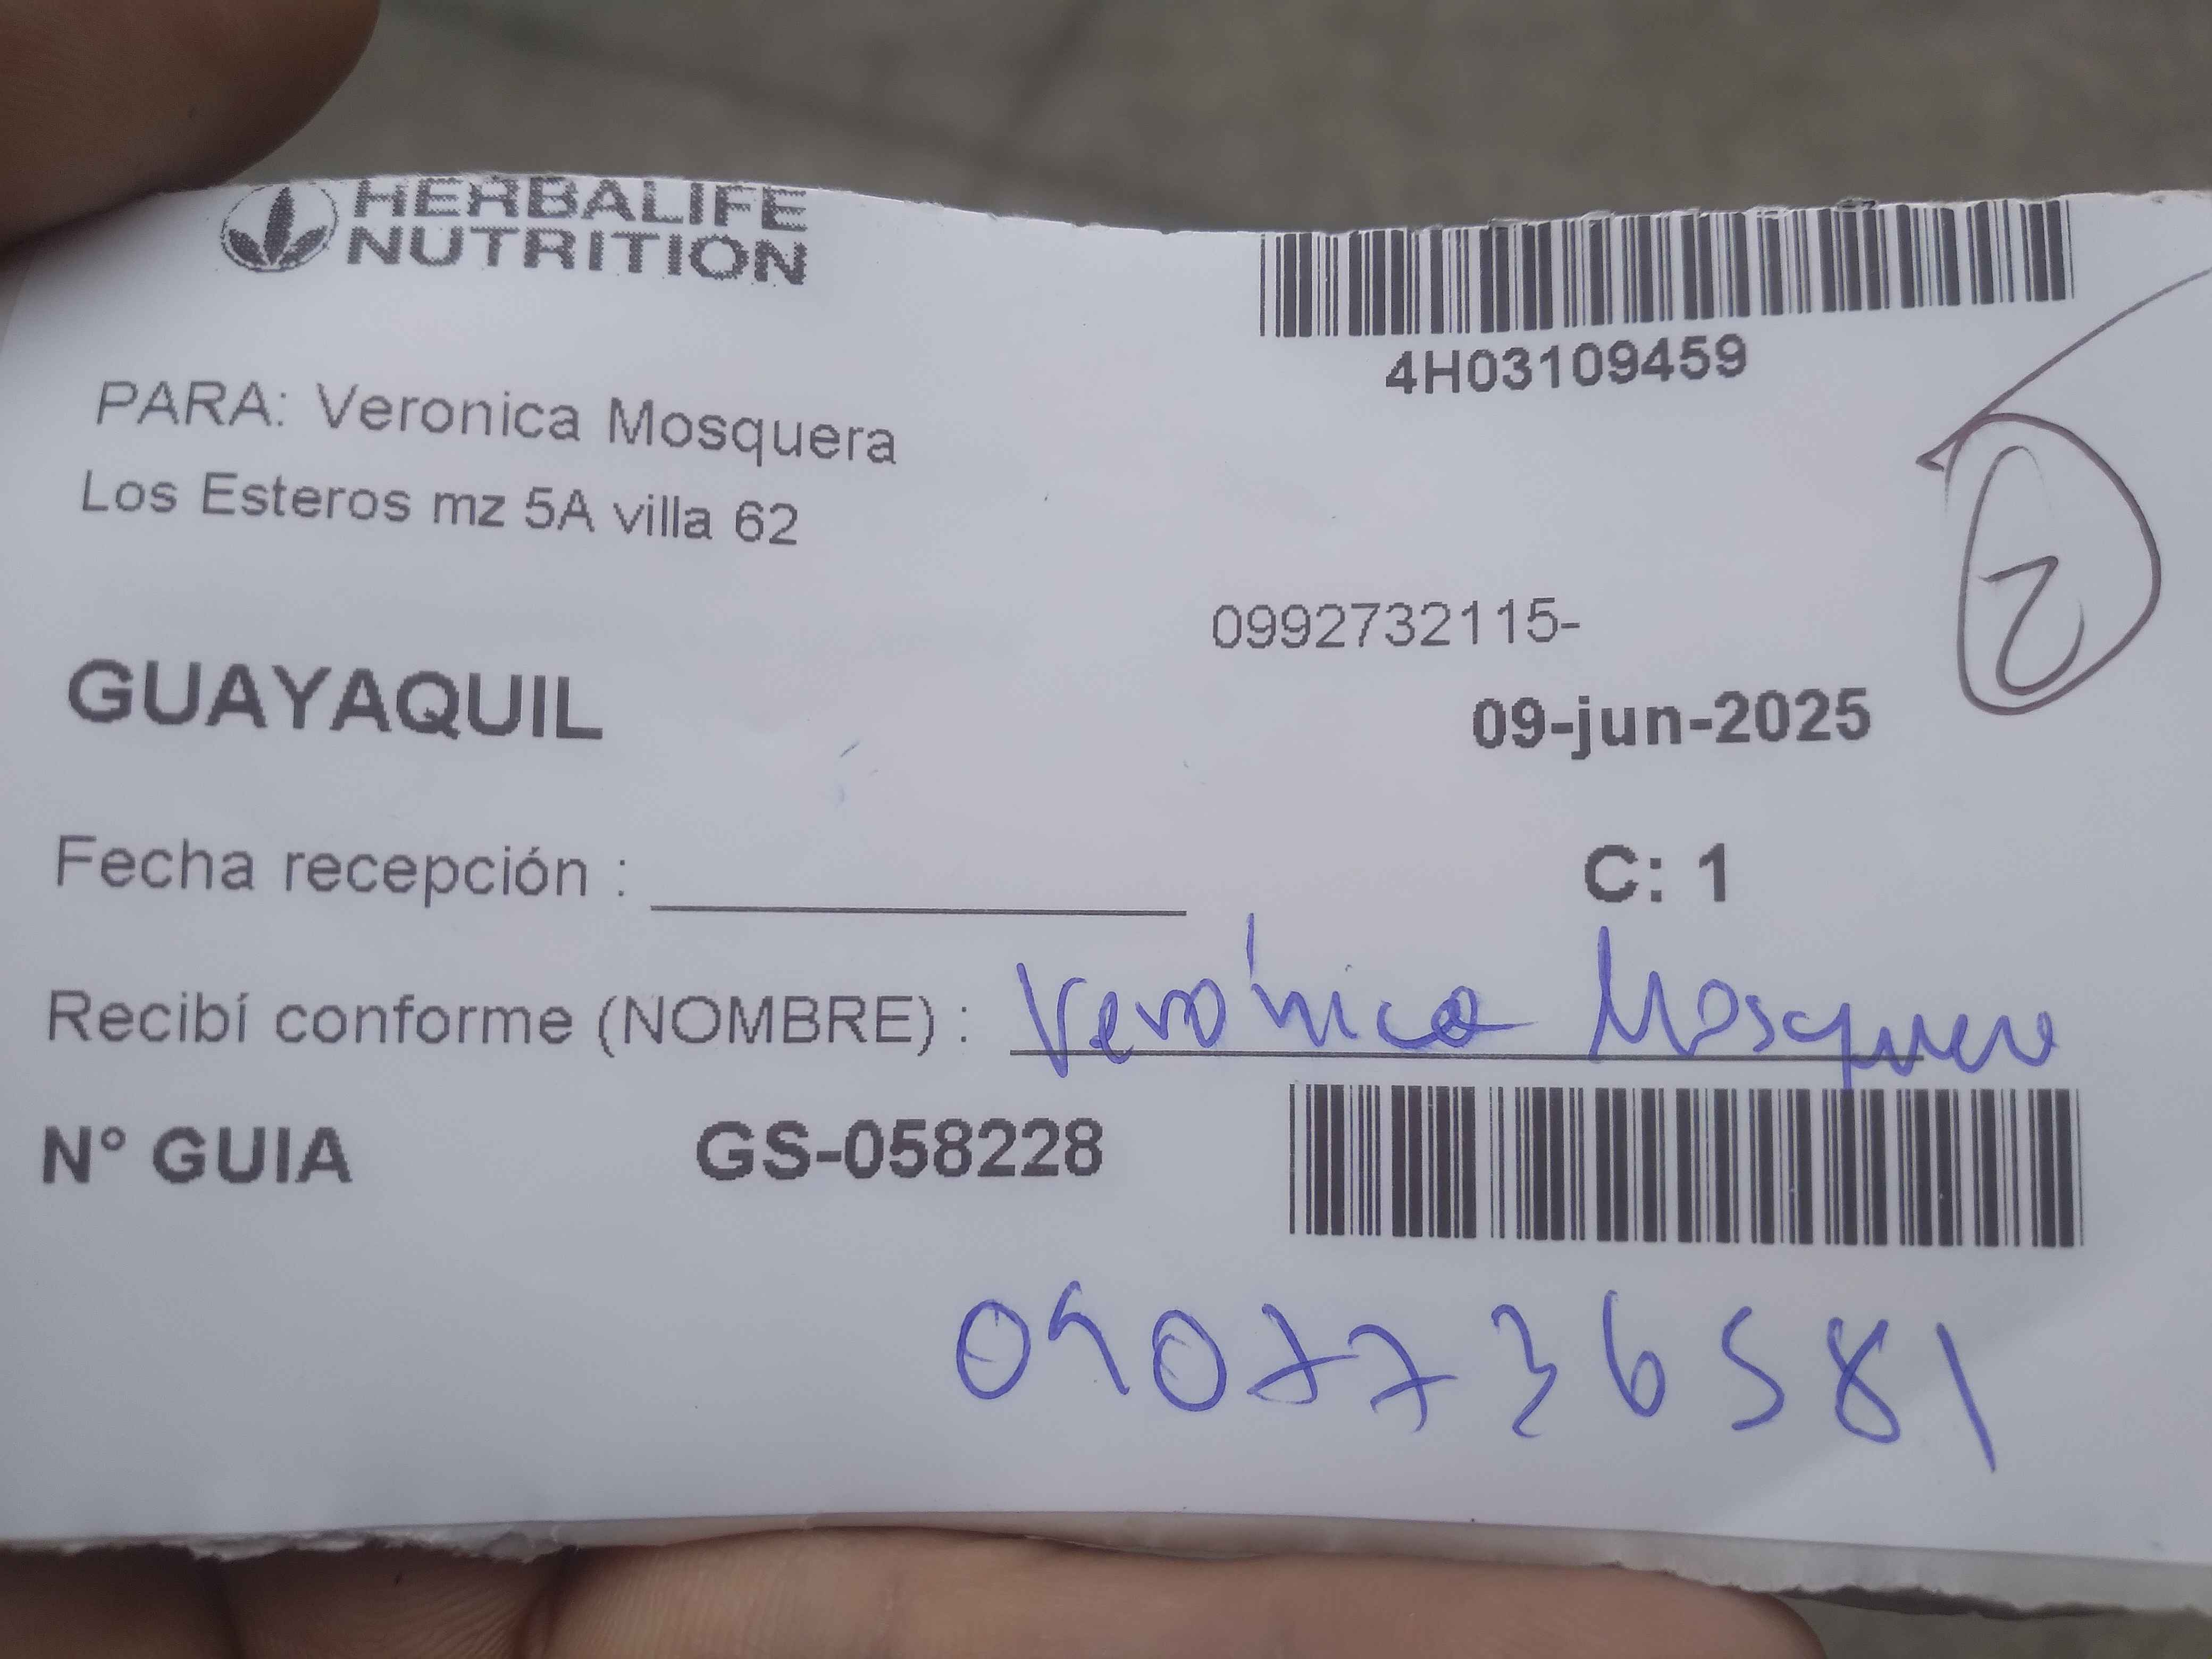 HERBALIFE
NUTRITION
4H03109459
PARA: Veronica Mosquera
Los Esteros mz 5A villa 62
2
0992732115-
GUAYAQUIL
09-jun-2025
Fecha recepción :
C: 1
Recibí conforme (NOMBRE) : Verónica Mosquera
N° GUIA GS-058228
0907736581